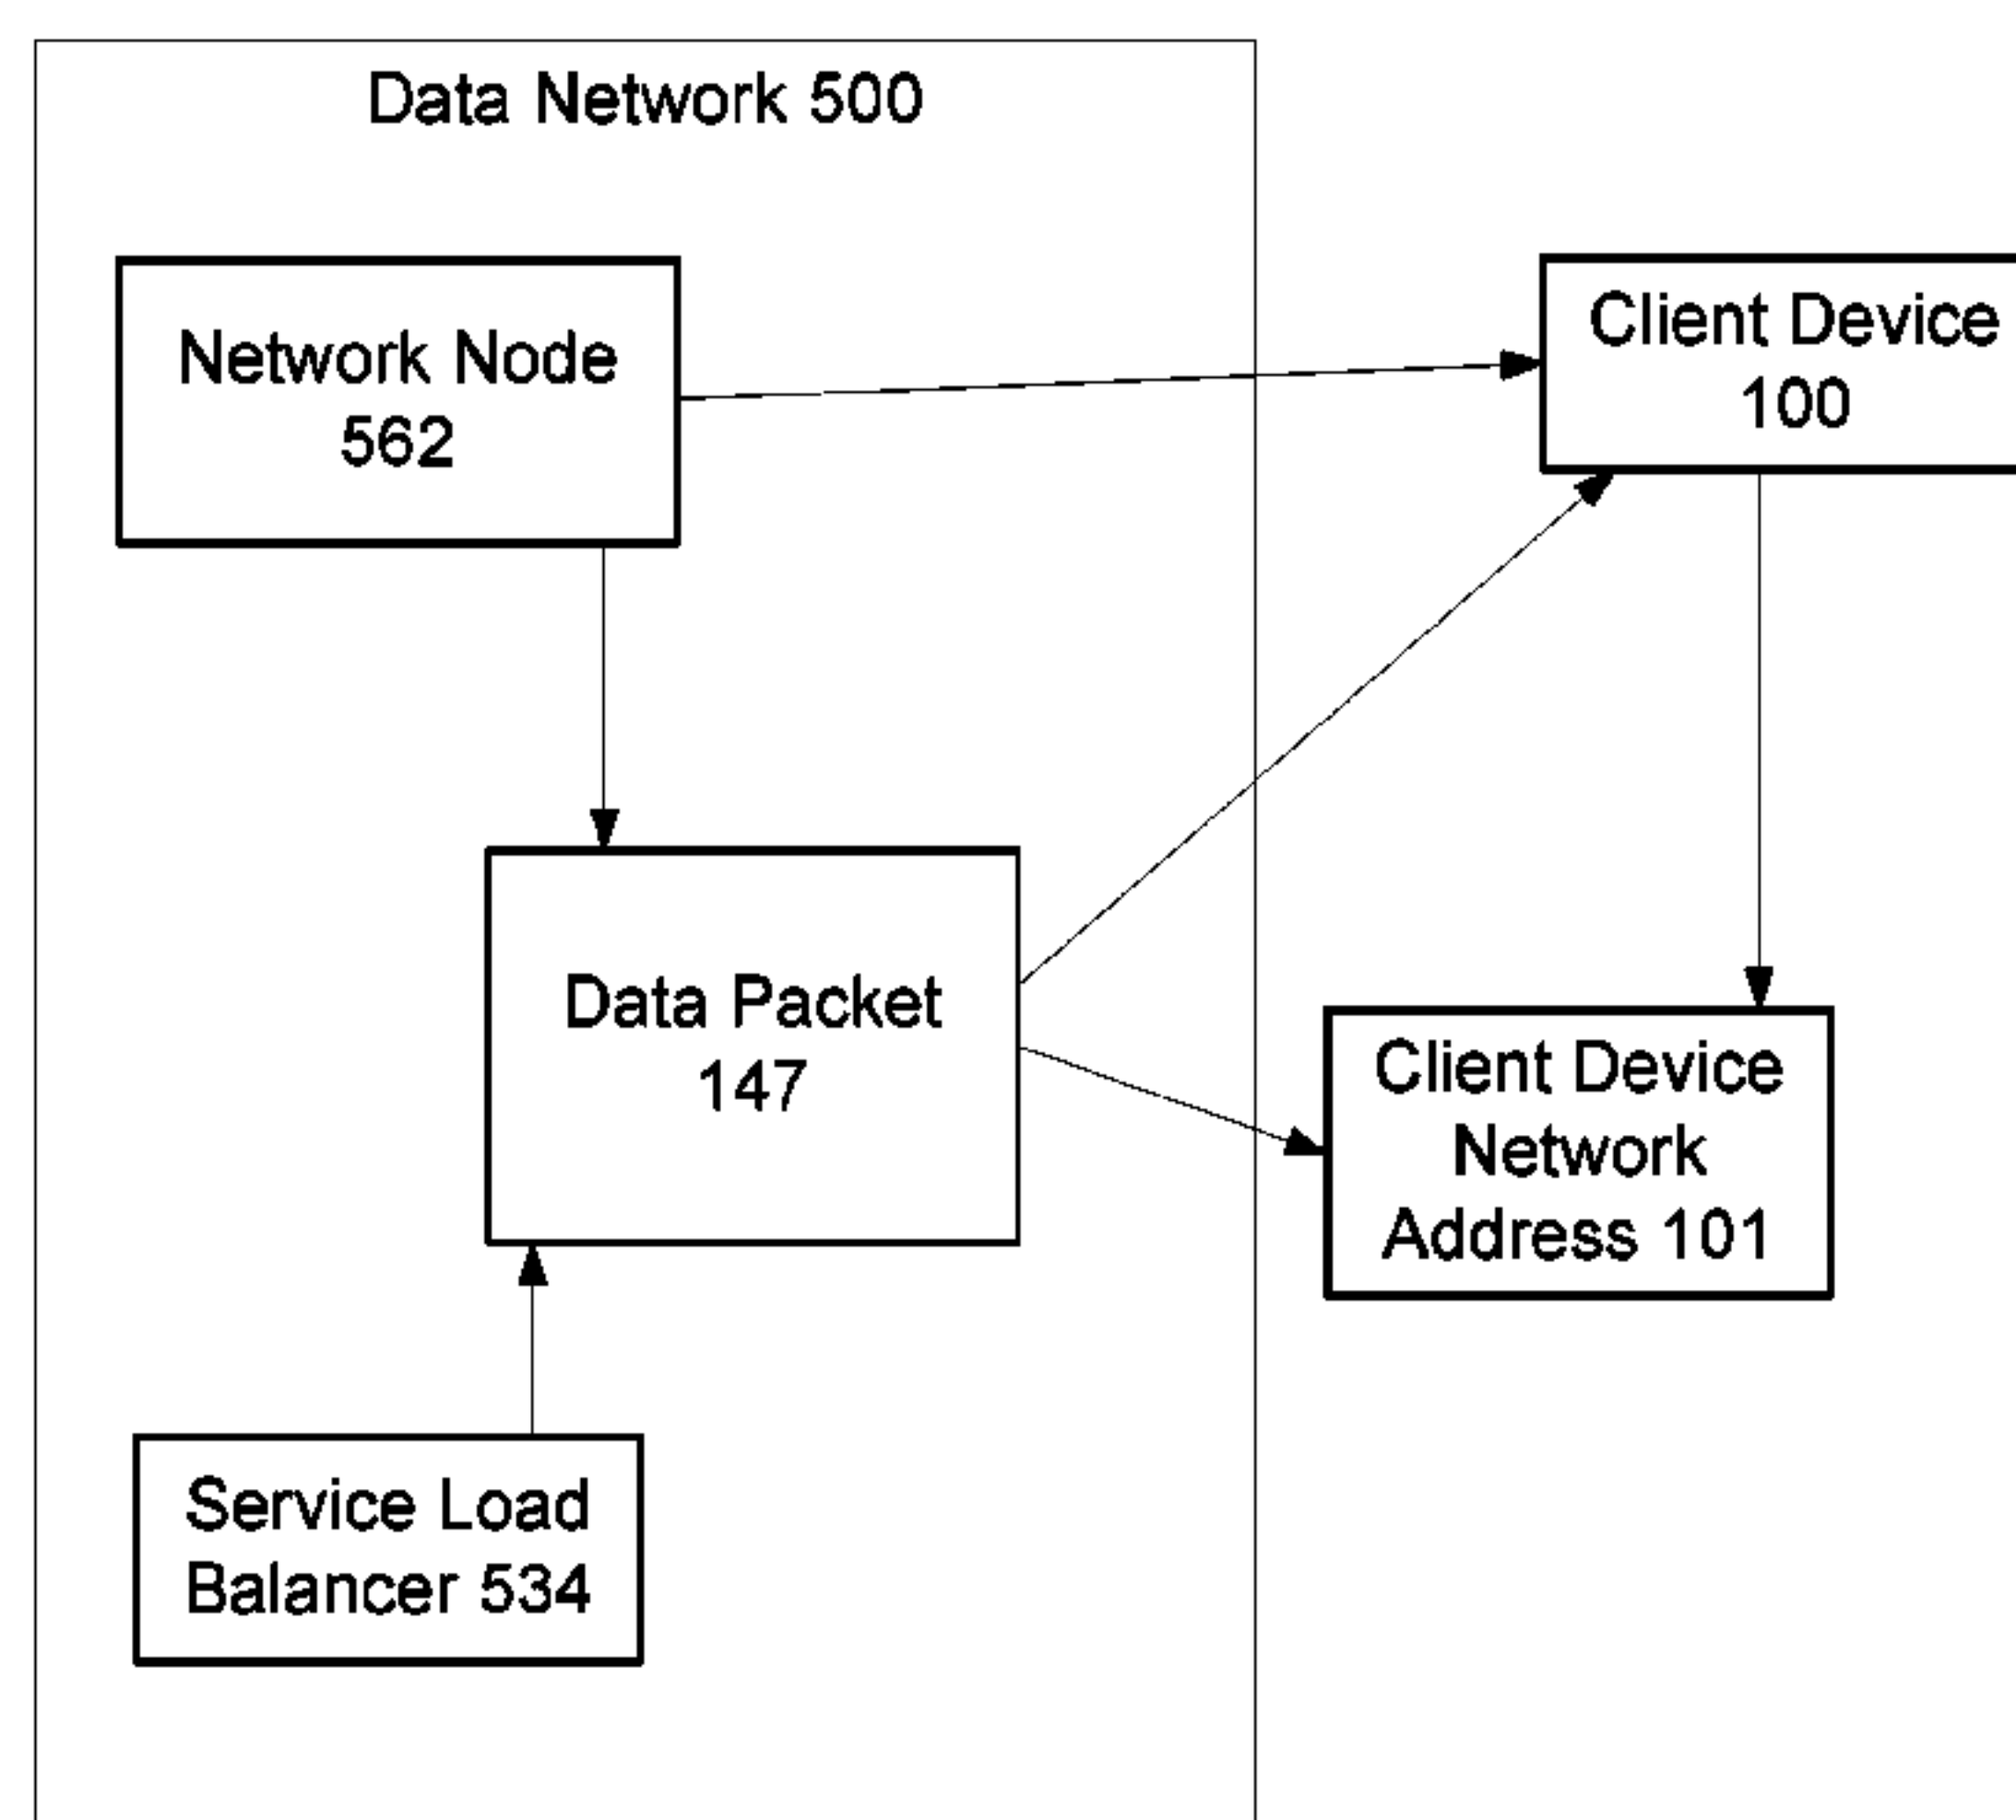 Data Network 500
Network Node
562
Client Device
100
Data Packet
147
Client Device
Network
Address 101
Service Load
Balancer 534